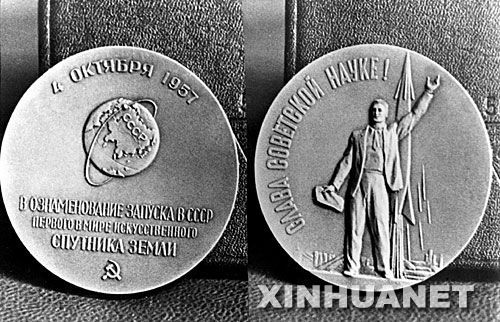 4 ОКТЯБРЯ 1957
СССР
В ОЗНАМЕНОВАНИЕ ЗАПУСКА В СССР
ПЕРВОГО В МИРЕ ИСКУССТВЕННОГО
СПУТНИКА ЗЕМЛИ
СЛАВА СОВЕТСКОЙ НАУКЕ!
XINHUANET